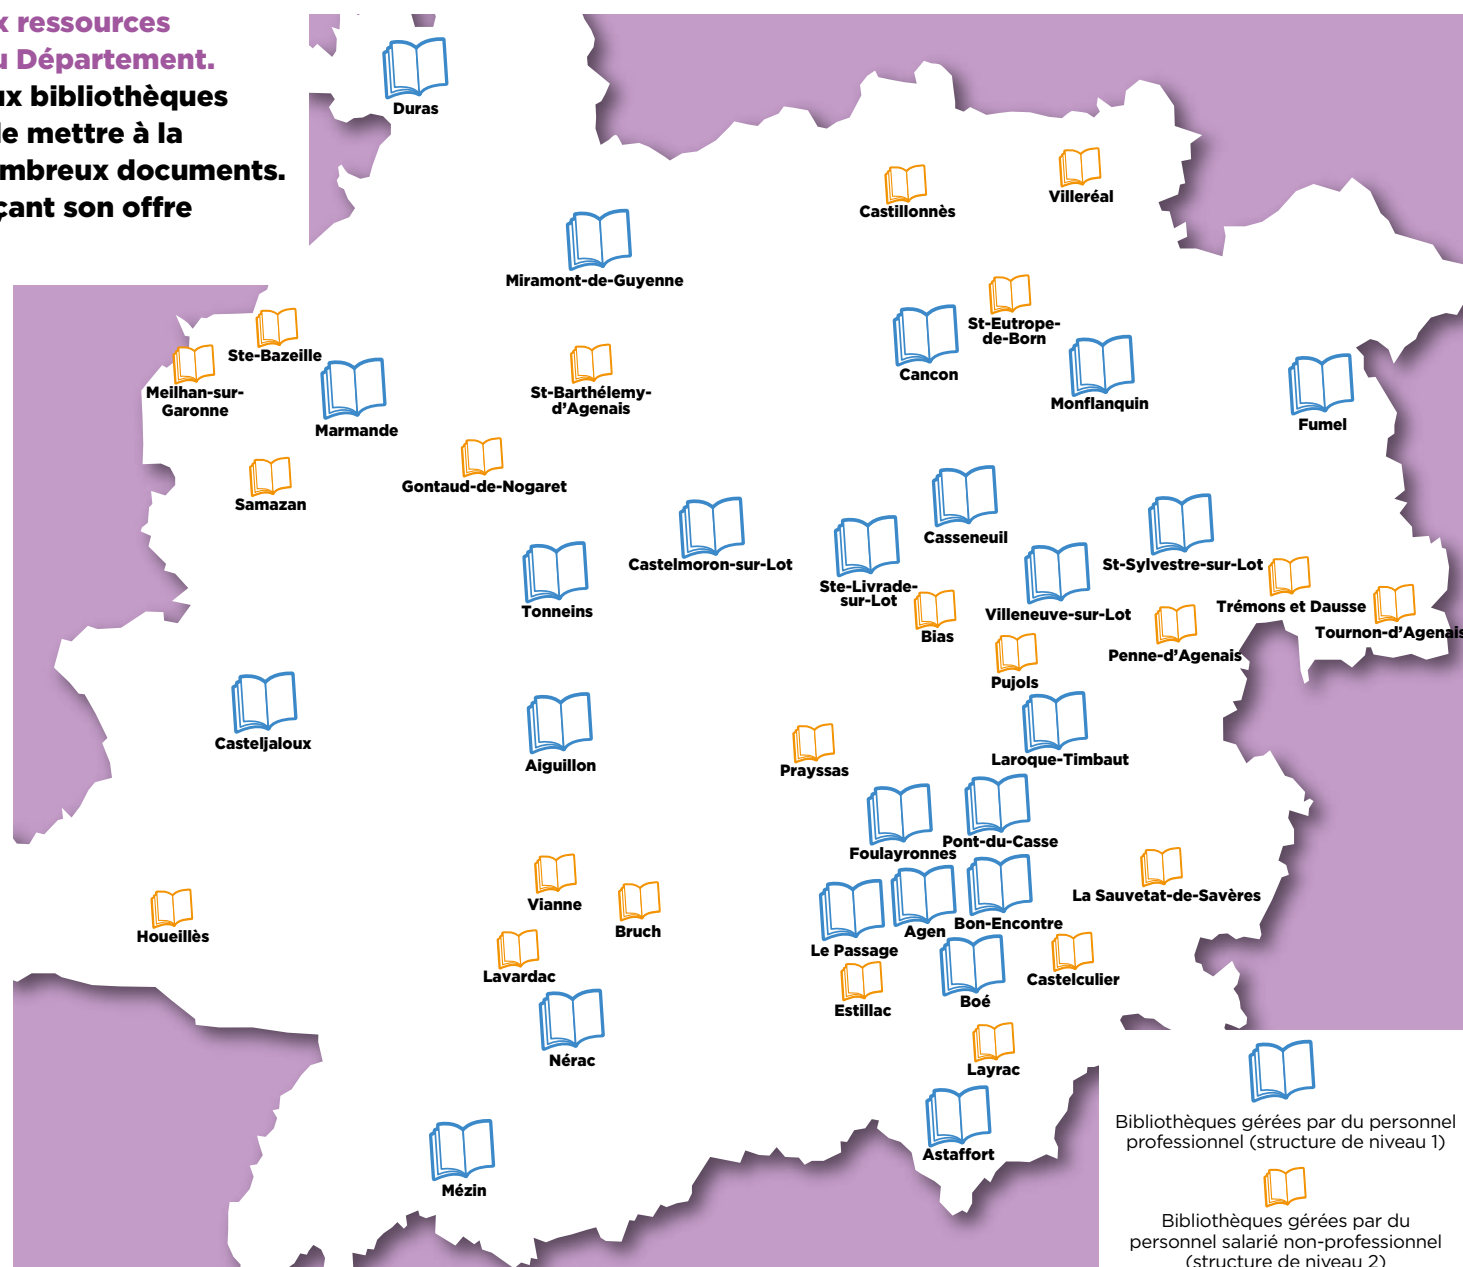 x ressources
u Département.
ux bibliothèques
de mettre à la
mbreux documents.
çant son offre
Duras
Castillonnès
Villeréal
Miramont-de-Guyenne
St-Eutrope-
de-Born
Ste-Bazeille
Cancon
Meilhan-sur-
Garonne
St-Barthélemy-
d'Agenais
Monflanquin
Fumel
Marmande
Gontaud-de-Nogaret
Samazan
Casseneuil
Castelmoron-sur-Lot
St-Sylvestre-sur-Lot
Ste-Livrade-
sur-Lot
Tonneins
Villeneuve-sur-Lot
Trémons et Dausse
Bias
Tournon-d'Agenais
Penne-d'Agenais
Pujols
Casteljaloux
Aiguillon
Laroque-Timbaut
Prayssas
Pont-du-Casse
Foulayronnes
La Sauvetat-de-Savères
Vianne
Bon-Encontre
Agen
Bruch
Houeillès
Le Passage
Lavardac
Castelculier
Boé
Estillac
Nérac
Layrac
Astaffort
Mézin
Bibliothèques gérées par du personnel
professionnel (structure de niveau 1)
Bibliothèques gérées par du
personnel salarié non-professionnel
(structure de niveau 2)